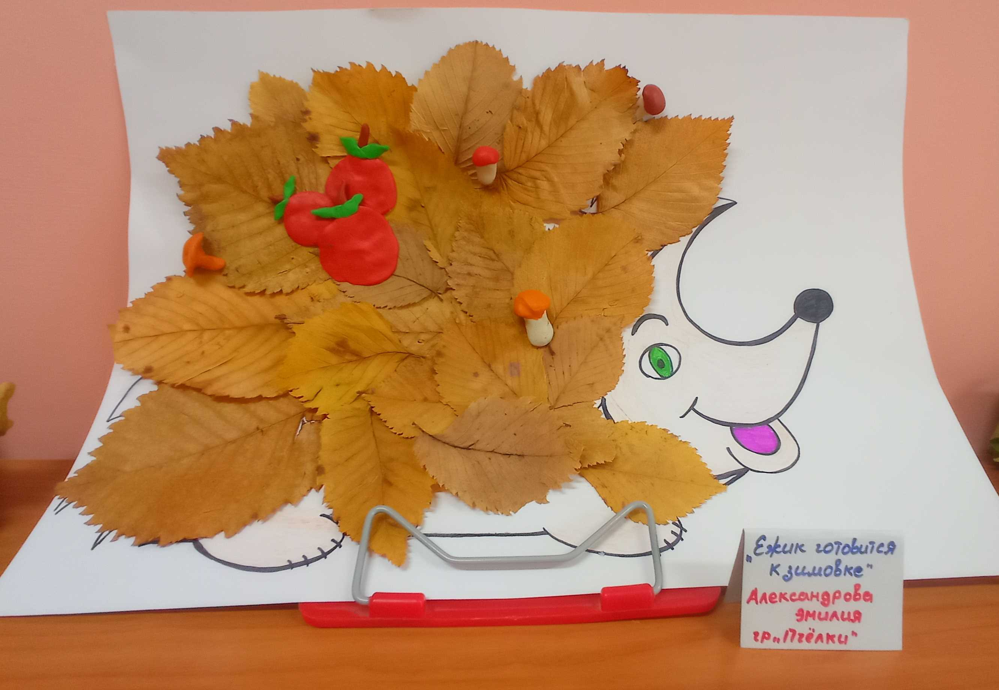 „Ежик готовится
к зимовке"
Александрова
Эмилия
гр. „Пчёлки"